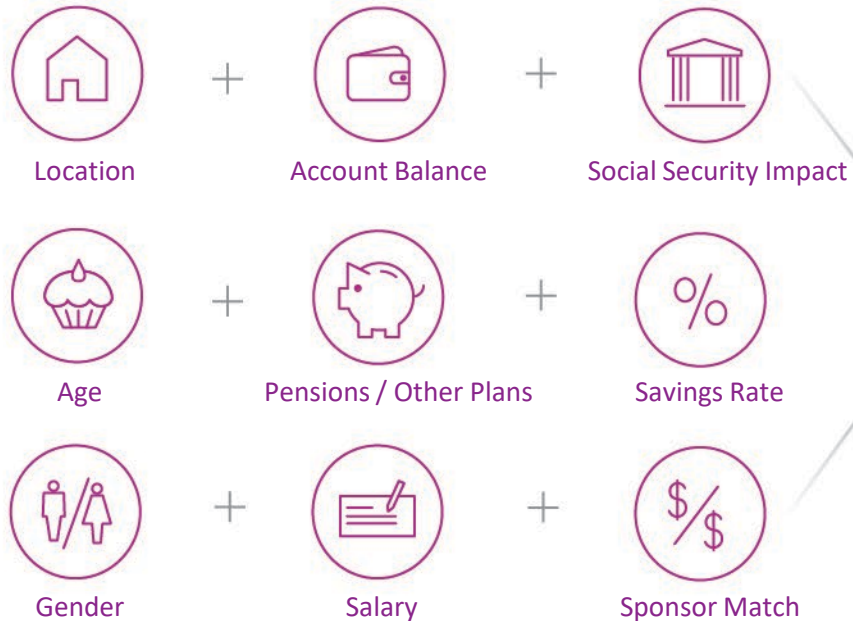 + +
Location Account Balance Social Security Impact
+ + %
Age Pensions / Other Plans Savings Rate
+ + $/$
Gender Salary Sponsor Match